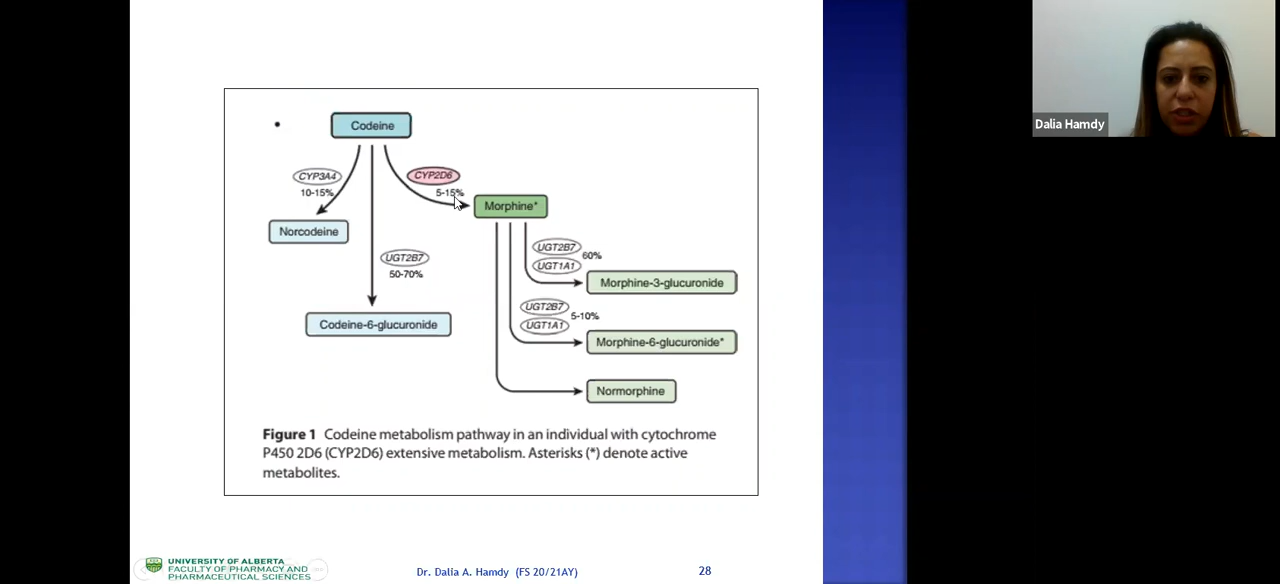 Dalia Hamdy
•
Codeine
CYP3A4
10-15%
CYP2D6
5-15%
Morphine*
Norcodeine
UGT2B7
50-70%
UGT2B7
UGT1A1
60%
Morphine-3-glucuronide
UGT2B7
UGT1A1
5-10%
Codeine-6-glucuronide
Morphine-6-glucuronide*
Normorphine
Figure 1 Codeine metabolism pathway in an individual with cytochrome
P450 2D6 (CYP2D6) extensive metabolism. Asterisks (*) denote active
metabolites.
UNIVERSITY OF ALBERTA
FACULTY OF PHARMACY AND
PHARMACEUTICAL SCIENCES
Dr. Dalia A. Hamdy (FS 20/21AY)
28